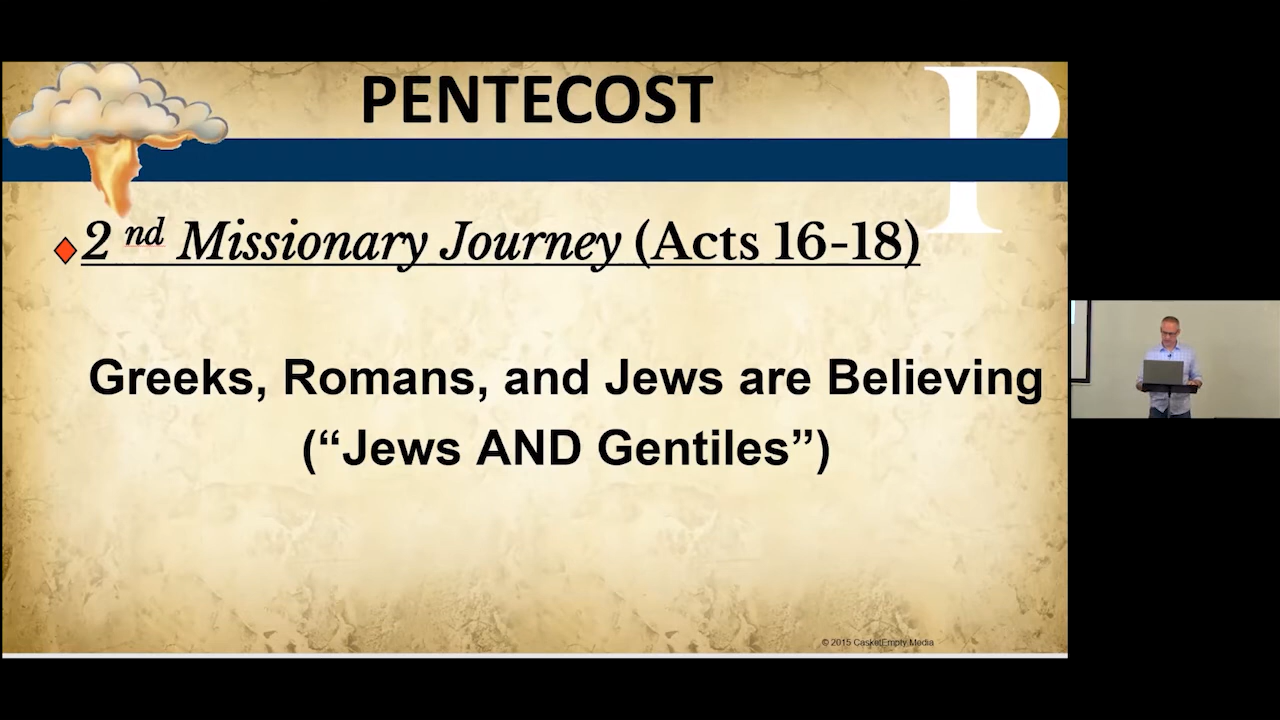 PENTECOST
P
2 nd Missionary Journey (Acts 16-18)
Greeks, Romans, and Jews are Believing
(“Jews AND Gentiles”)
© 2015 CasketEmpty Media